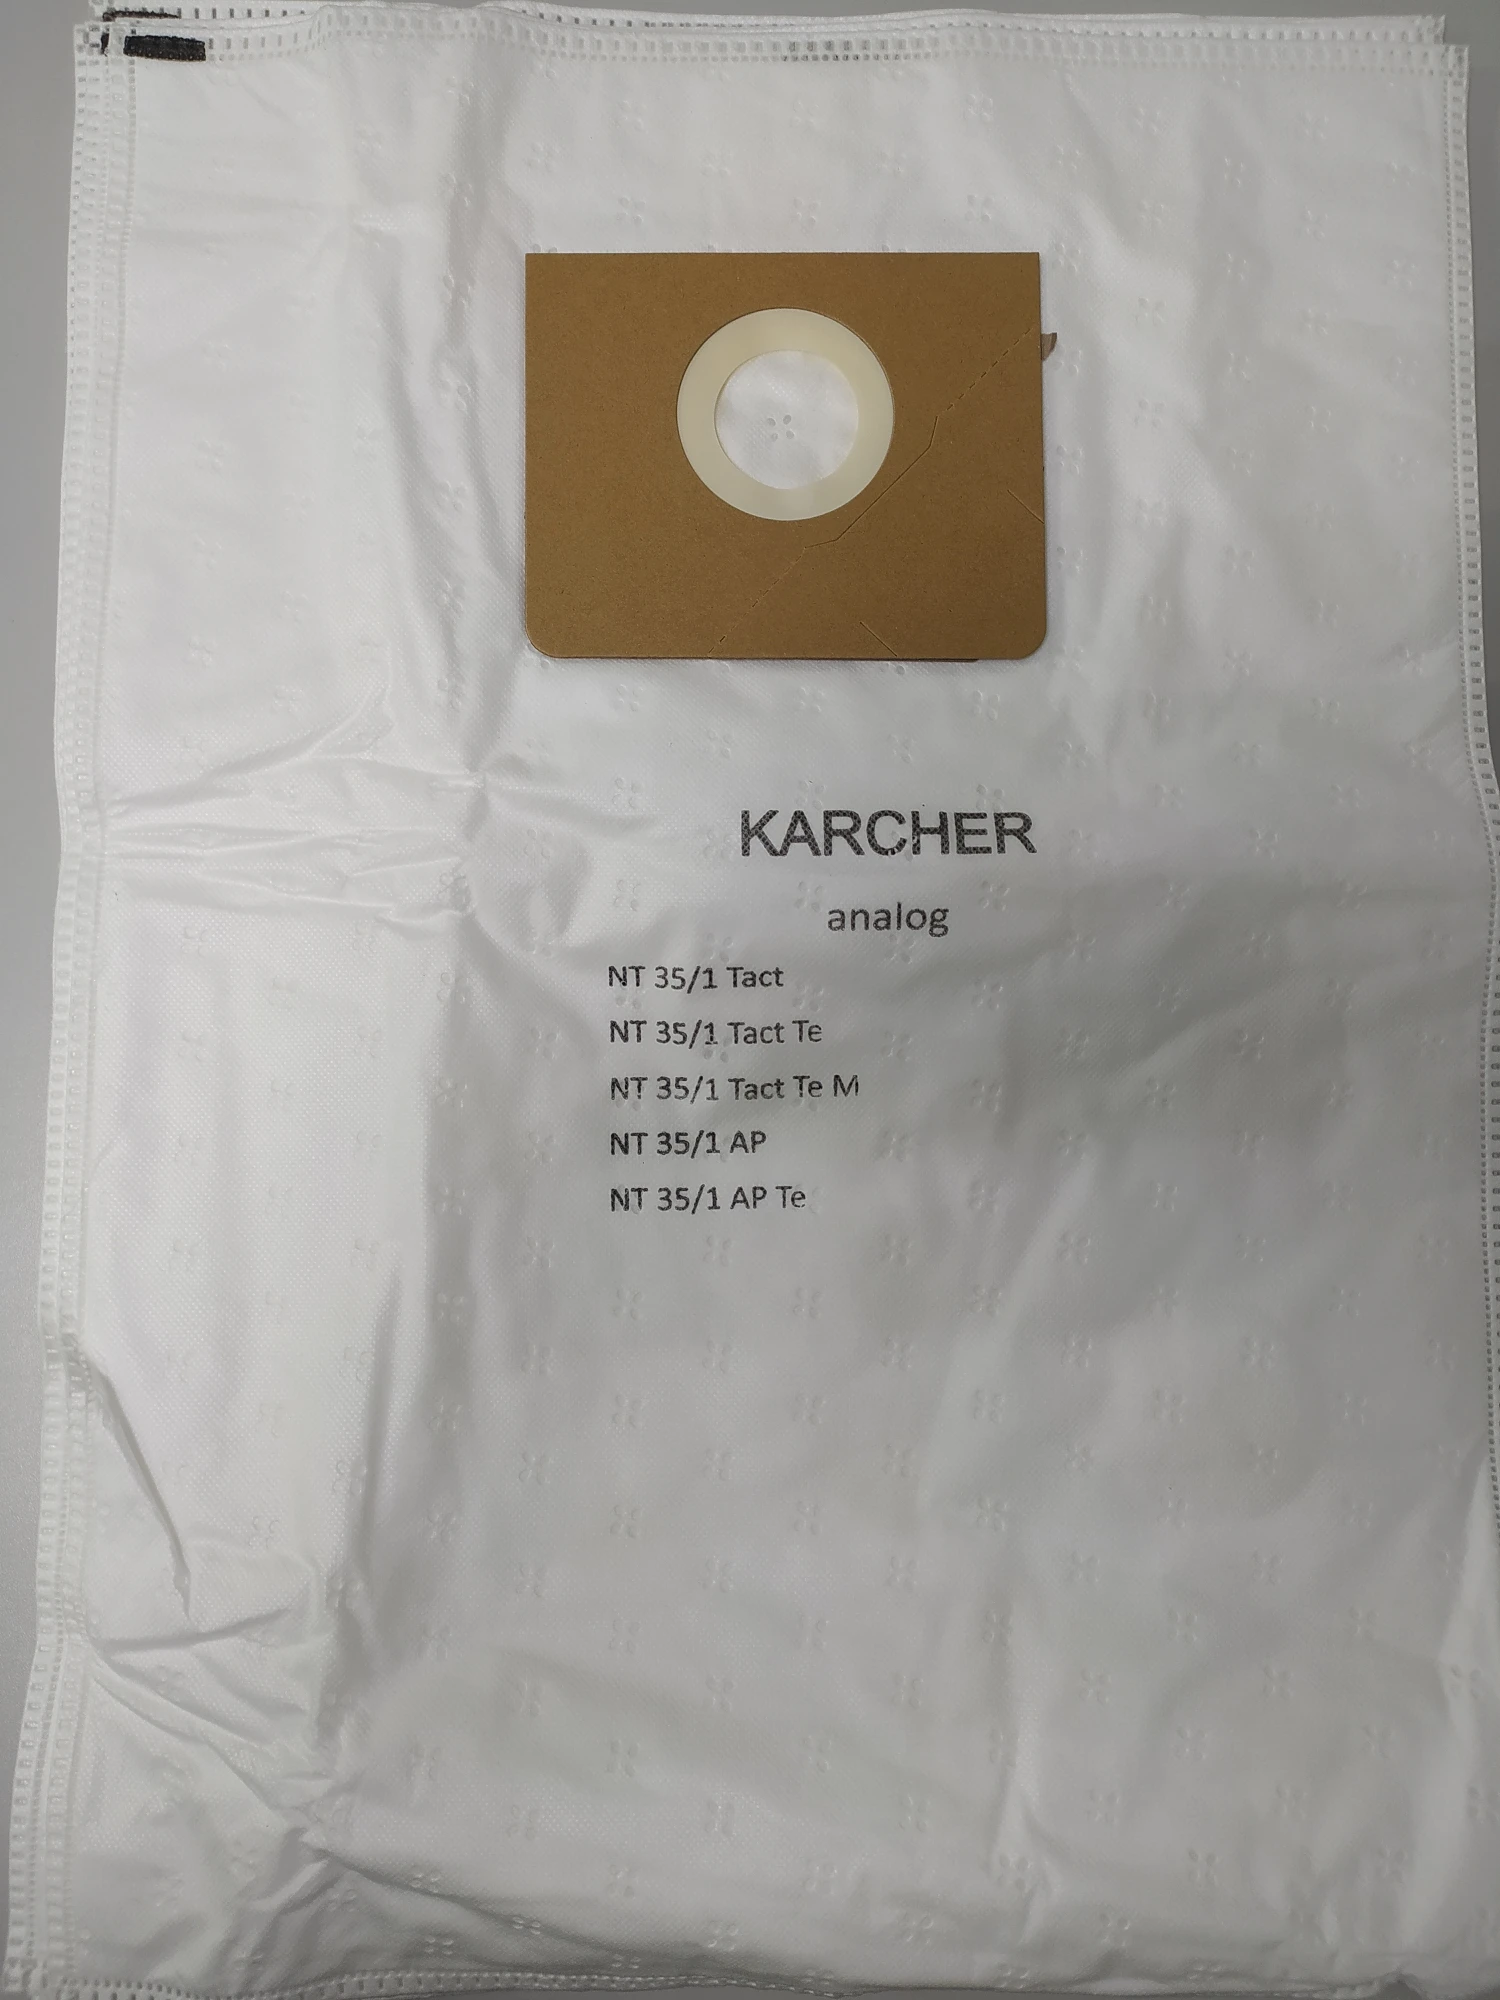 KARCHER
analog
NT 35/1 Tact
NT 35/1 Tact Te
NT 35/1 Tact Te M
NT 35/1 AP
NT 35/1 AP Te